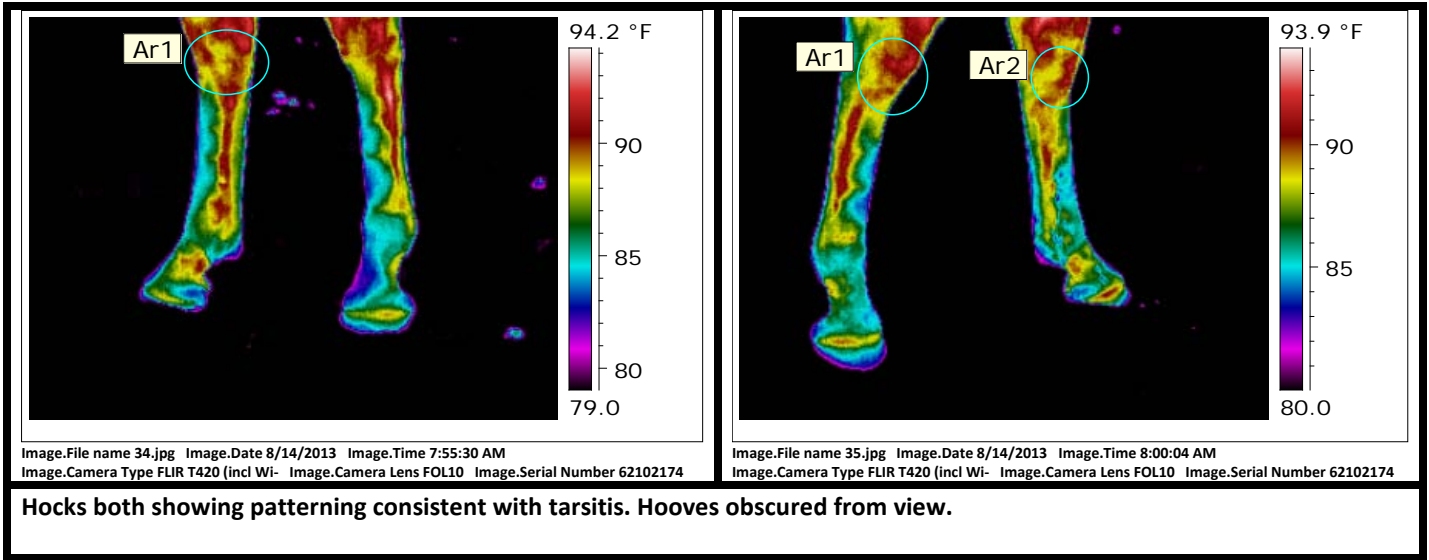 94.2 °F
Ar1
90
85
80
79.0
Image.File name 34.jpg Image.Date 8/14/2013 Image.Time 7:55:30 AM
Image.Camera Type FLIR T420 (incl Wi- Image.Camera Lens FOL10 Image.Serial Number 62102174
93.9 °F
Ar1
Ar2
90
85
80.0
Image.File name 35.jpg Image.Date 8/14/2013 Image.Time 8:00:04 AM
Image.Camera Type FLIR T420 (incl Wi- Image.Camera Lens FOL10 Image.Serial Number 62102174
Hocks both showing patterning consistent with tarsitis. Hooves obscured from view.